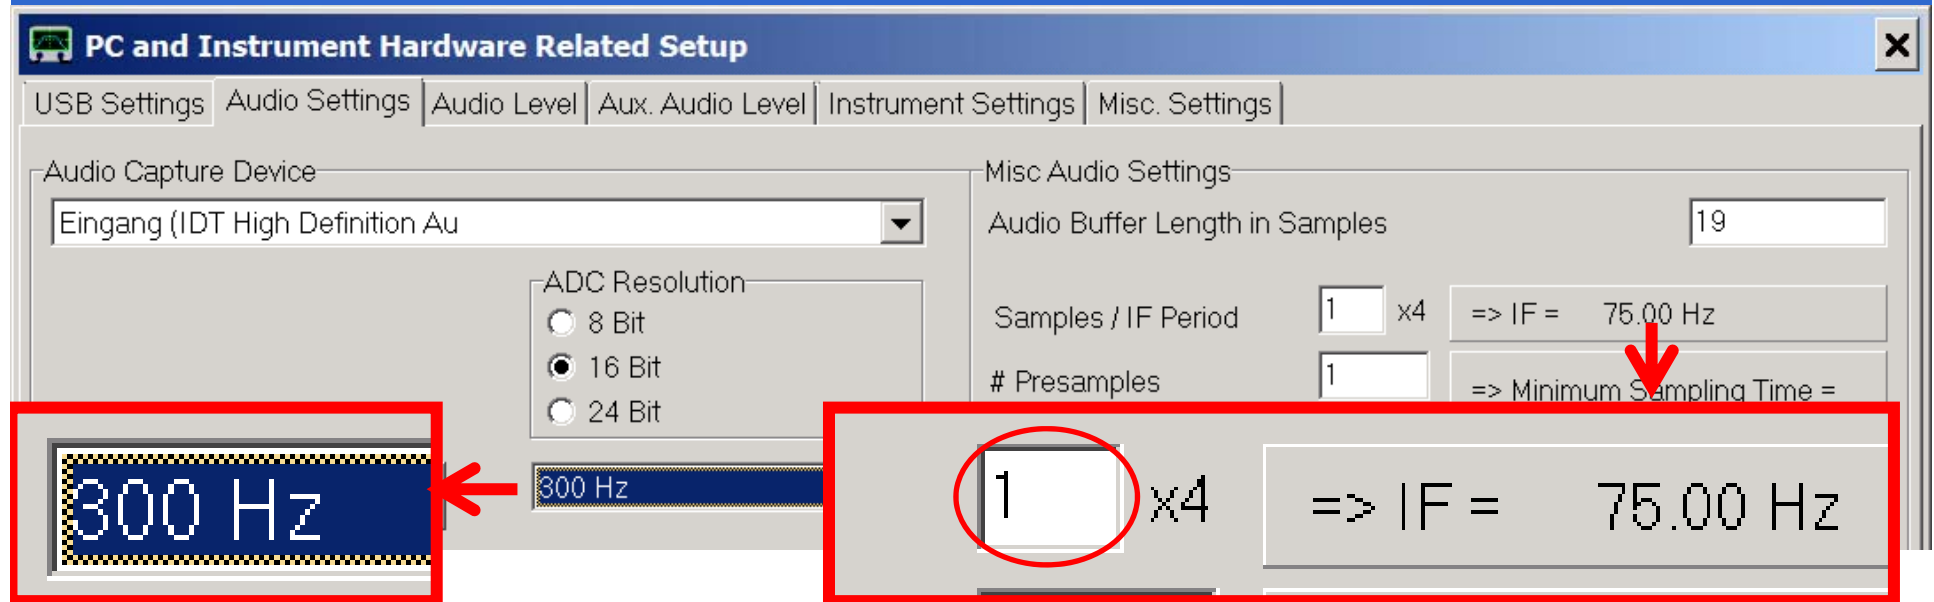 PC and Instrument Hardware Related Setup
USB Settings Audio Settings Audio Level Aux. Audio Level Instrument Settings Misc. Settings
Audio Capture Device
Eingang (IDT High Definition Au
ADC Resolution
8 Bit
16 Bit
24 Bit
300 Hz
300 Hz
Misc Audio Settings
Audio Buffer Length in Samples 19
Samples / IF Period 1 x4 => IF = 75.00 Hz
# Presamples 1 => Minimum Sampling Time =
1 x4 => IF = 75.00 Hz